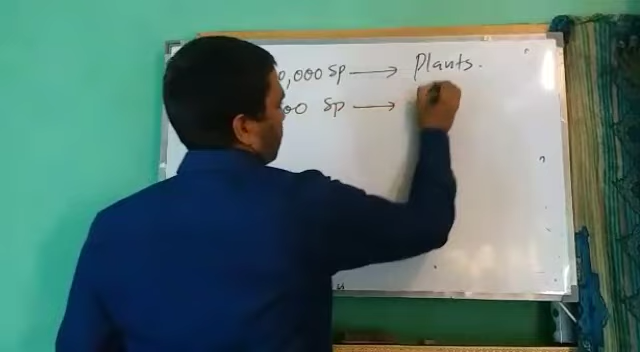 0,000 Sp → Plants.
00 Sp →